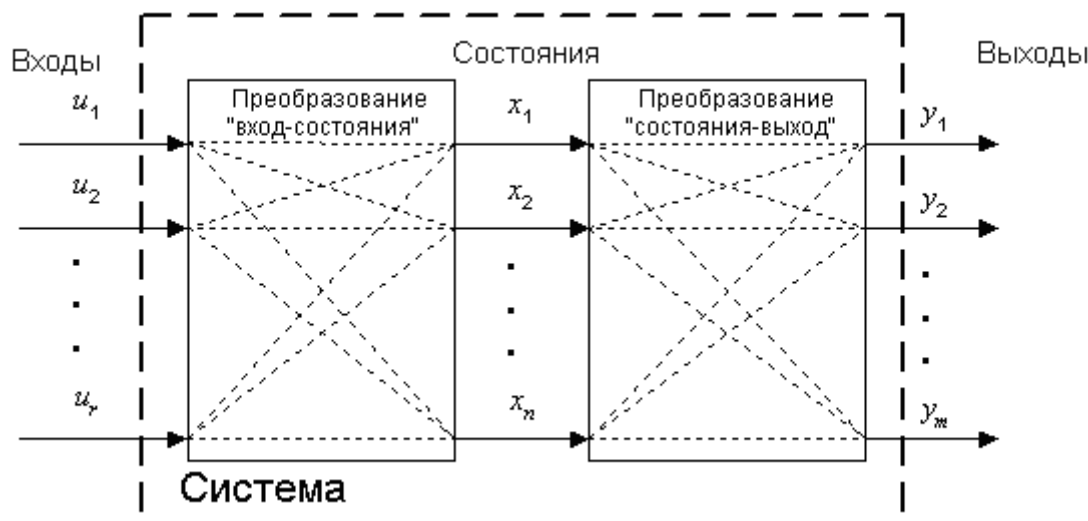 Входы
Состояния
Выходы
Преобразование
"вход-состояния"
Преобразование
"состояния-выход"
u1
x1
y1
u2
x2
y2
ur
xn
ym
Система